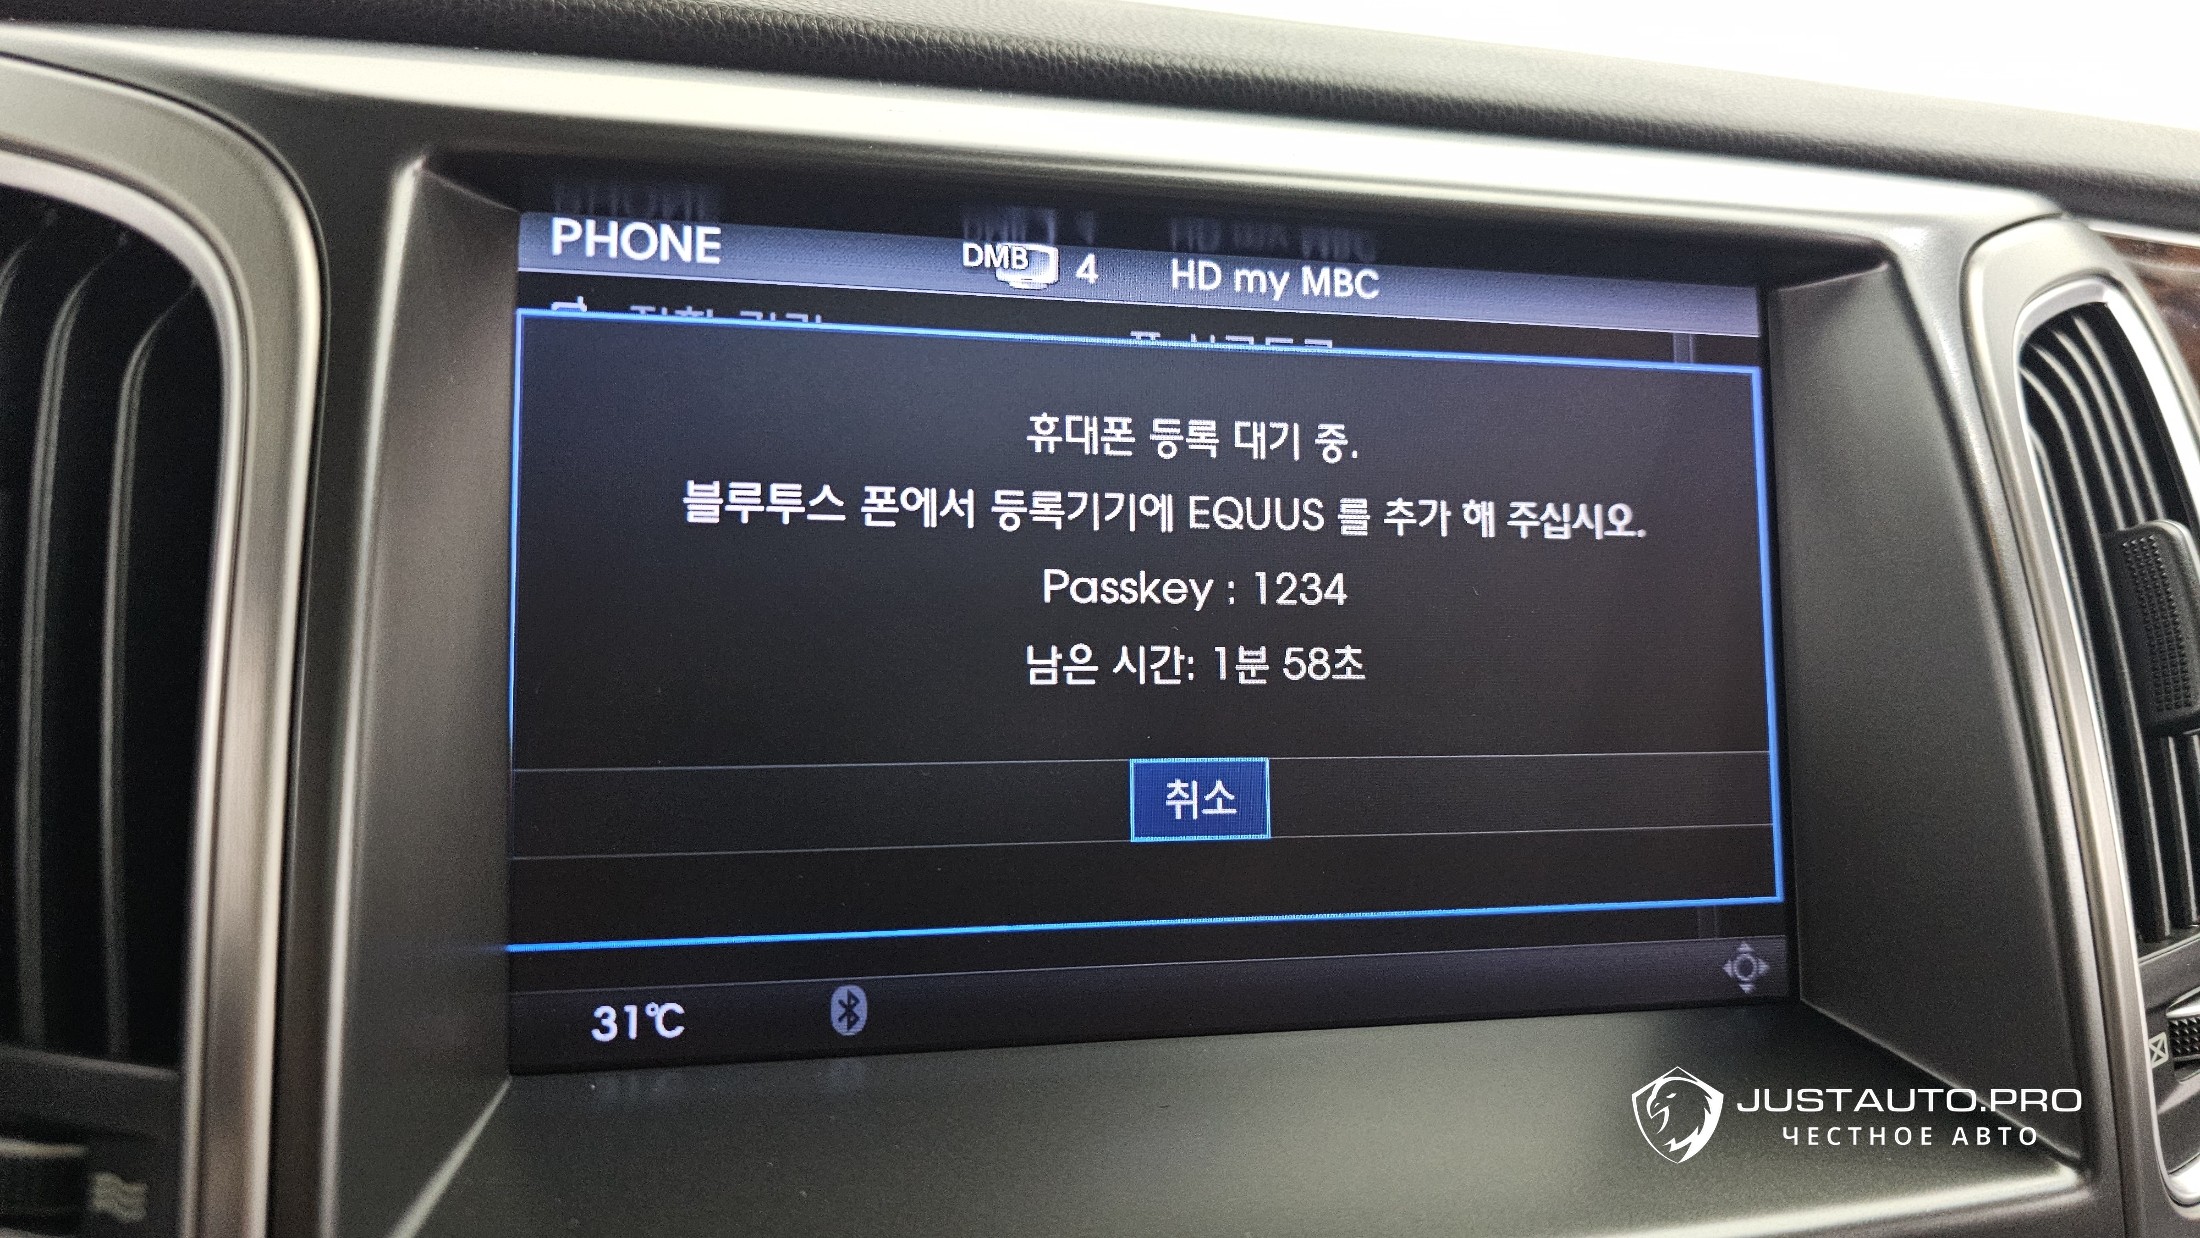 PHONE
DMB 4 HD my MBC
휴대폰 등록 대기 중.
블루투스 폰에서 등록기기에 EQUUS 를 추가 해 주십시오.
Passkey : 1234
남은 시간: 1분 58초
취소
31℃
JUSTAUTO.PRO
ЧЕСТНОЕ АВТО